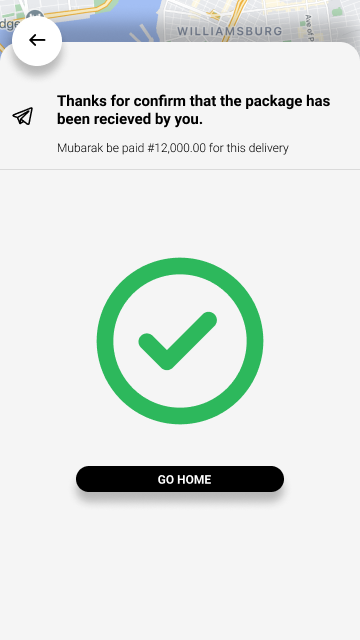 dge
WILLIAMSBURG
Ave of P
Thanks for confirm that the package has
been recieved by you.
Mubarak be paid #12,000.00 for this delivery
GO HOME